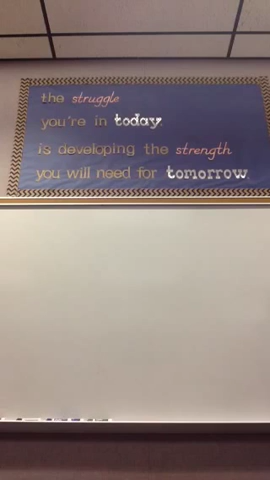 the struggle
you're in today.
is developing the strength
you will need for tomorrow.